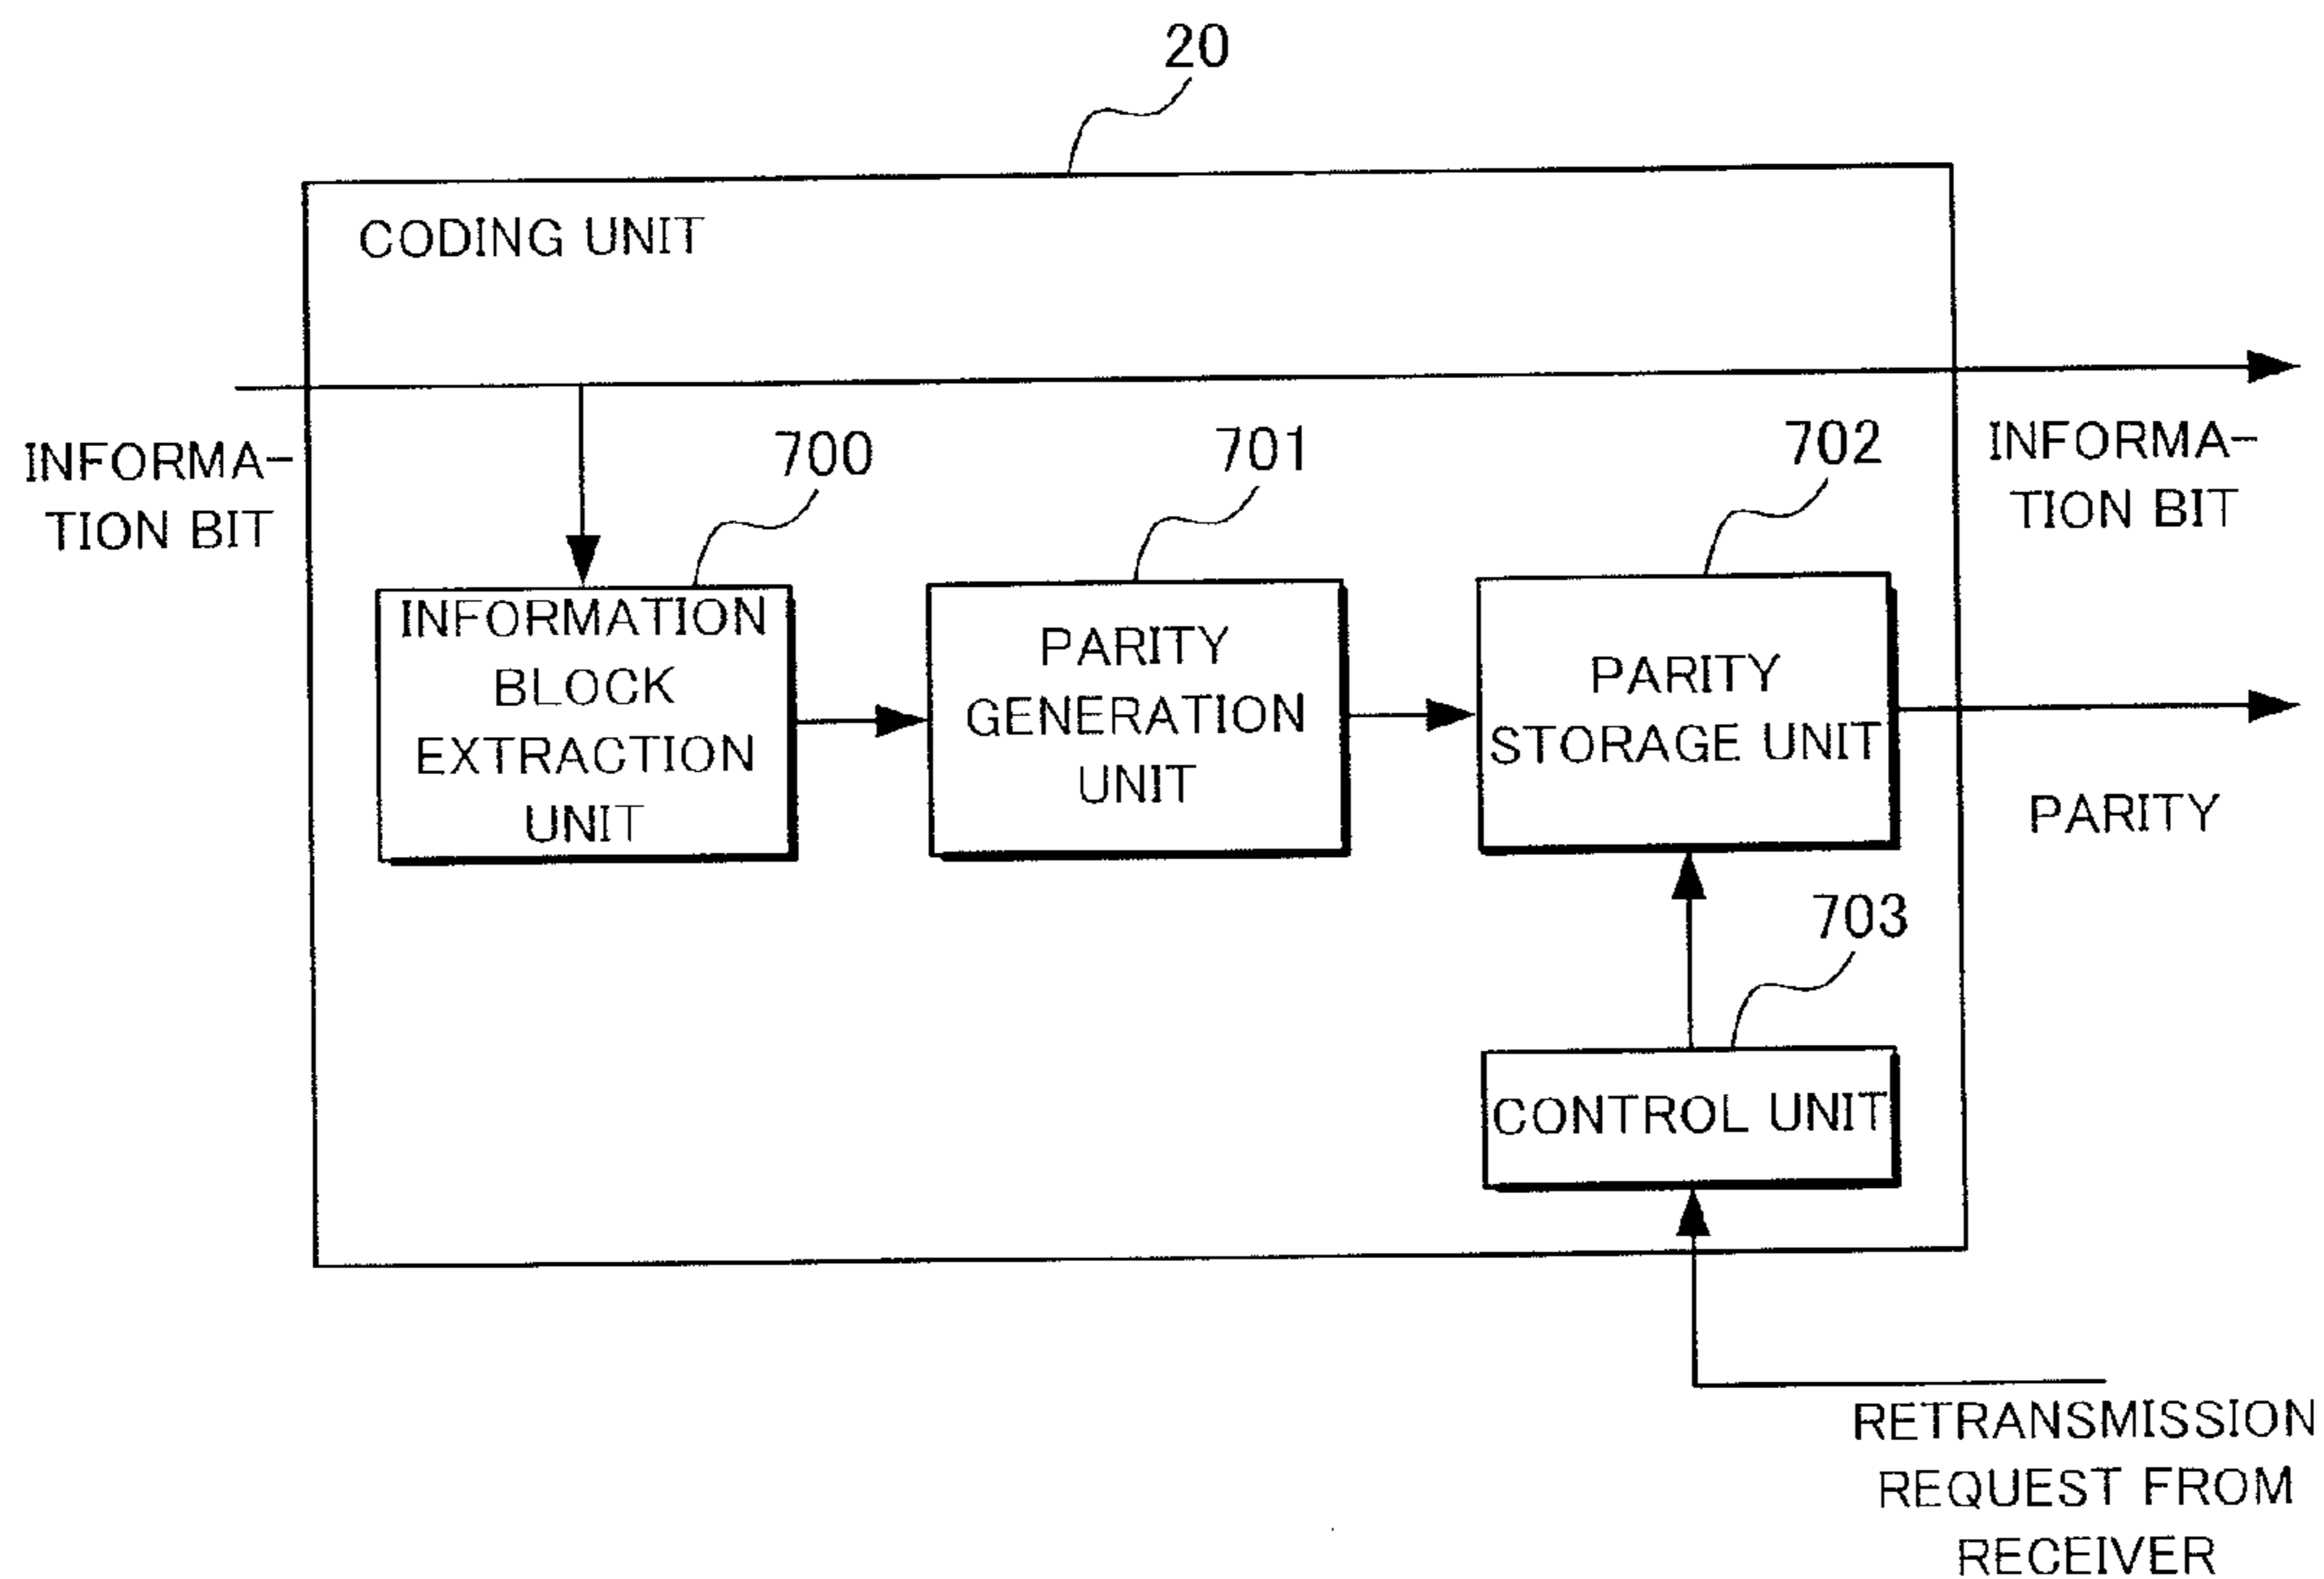 20
CODING UNIT
INFORMA-
TION BIT
700
701
702
INFORMA-
TION BIT
INFORMATION
BLOCK
EXTRACTION
UNIT
PARITY
GENERATION
UNIT
PARITY
STORAGE UNIT
PARITY
703
CONTROL UNIT
RETRANSMISSION
REQUEST FROM
RECEIVER